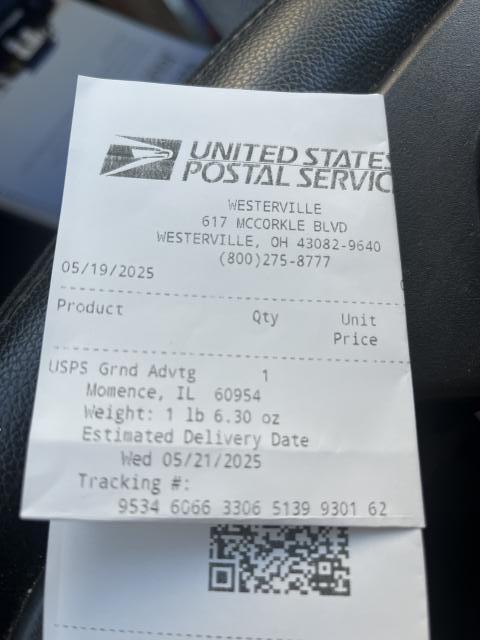 UNITED STATES
POSTAL SERVIC
WESTERVILLE
617 MCCORKLE BLVD
WESTERVILLE, OH 43082-9640
(800)275-8777
05/19/2025
Product Qty Unit
Price
USPS Grnd Advtg 1
Momence, IL 60954
Weight: 1 lb 6.30 oz
Estimated Delivery Date
Wed 05/21/2025
Tracking #:
9534 6066 3306 5139 9301 62